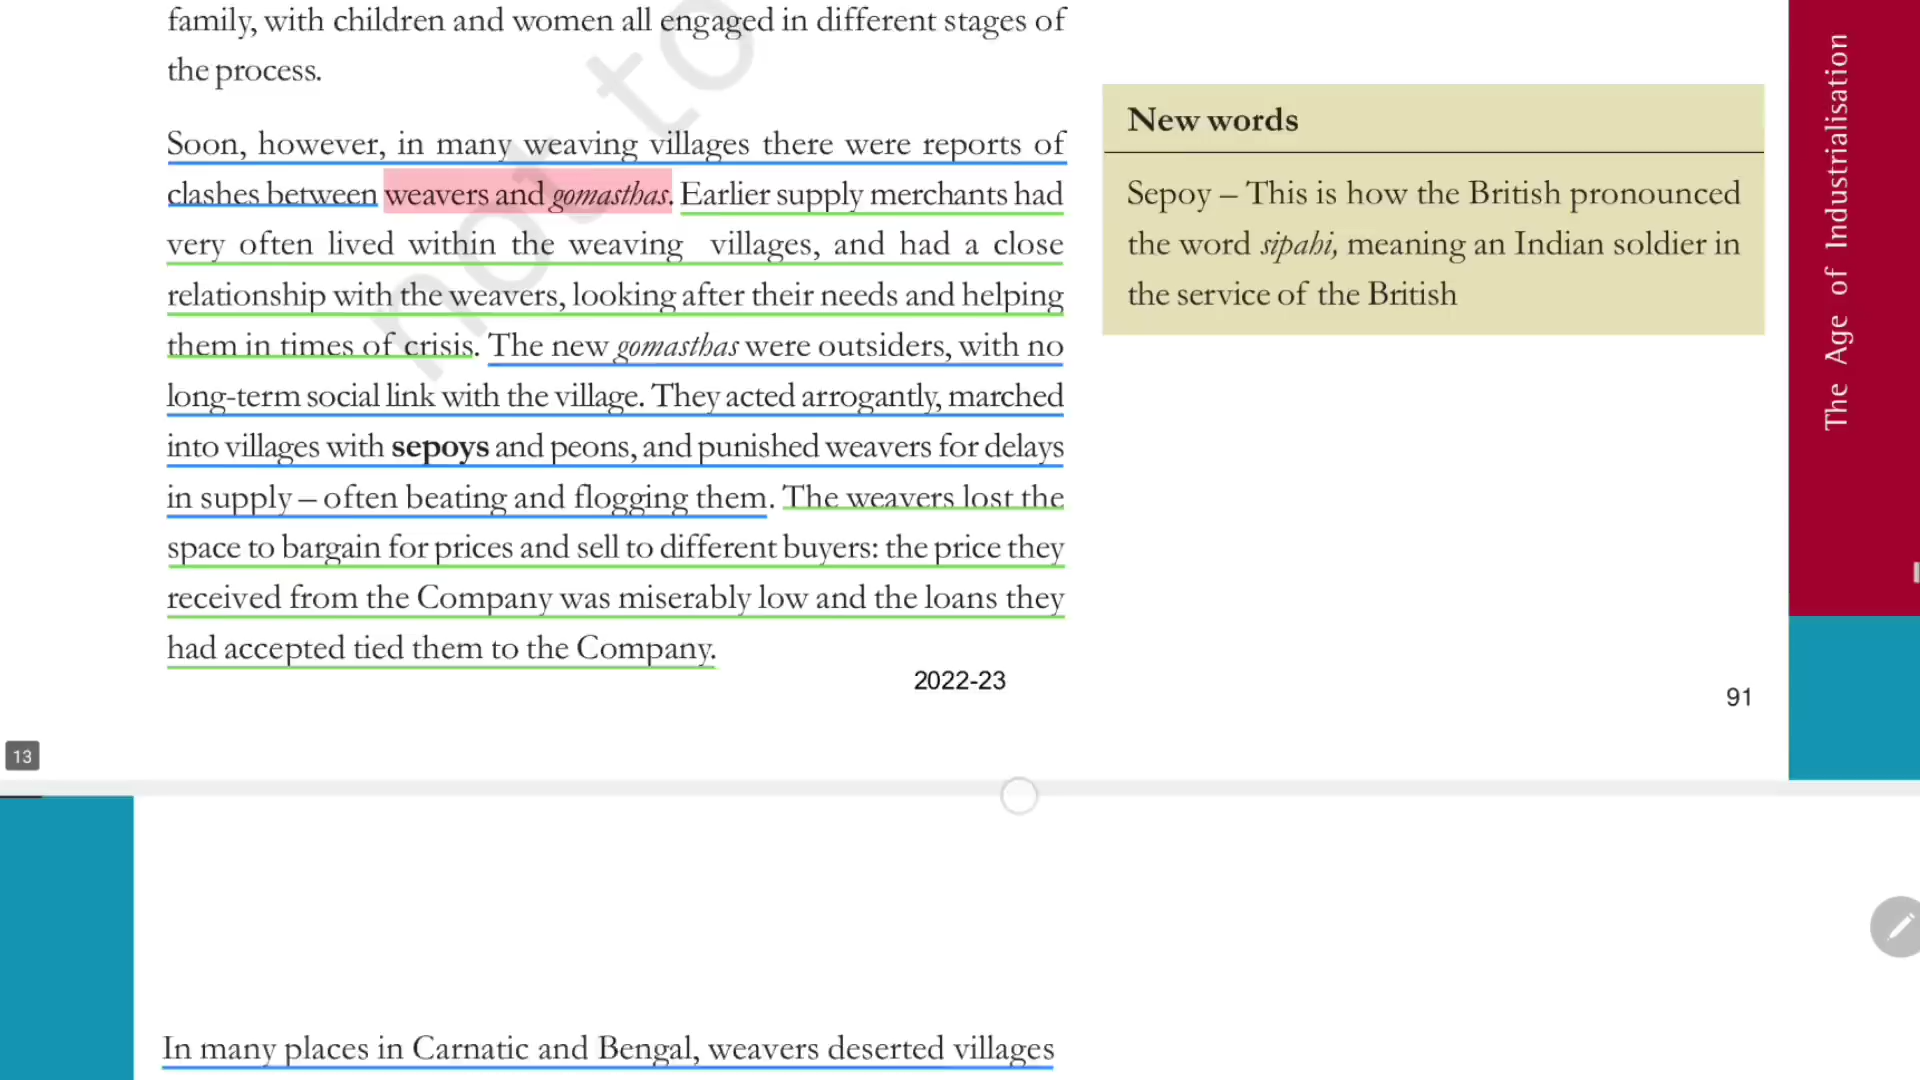 family, with children and women all engaged in different stages of
the process.
Soon, however, in many weaving villages there were reports of
clashes between weavers and gomasthas. Earlier supply merchants had
very often lived within the weaving villages, and had a close
relationship with the weavers, looking after their needs and helping
them in times of crisis. The new gomasthas were outsiders, with no
long-term social link with the village. They acted arrogantly, marched
into villages with sepoys and peons, and punished weavers for delays
in supply – often beating and flogging them. The weavers lost the
space to bargain for prices and sell to different buyers: the price they
received from the Company was miserably low and the loans they
had accepted tied them to the Company.
2022-23
New words
Sepoy – This is how the British pronounced
the word sipahi, meaning an Indian soldier in
the service of the British
The Age of Industrialisation
91
13
not to
In many places in Carnatic and Bengal, weavers deserted villages